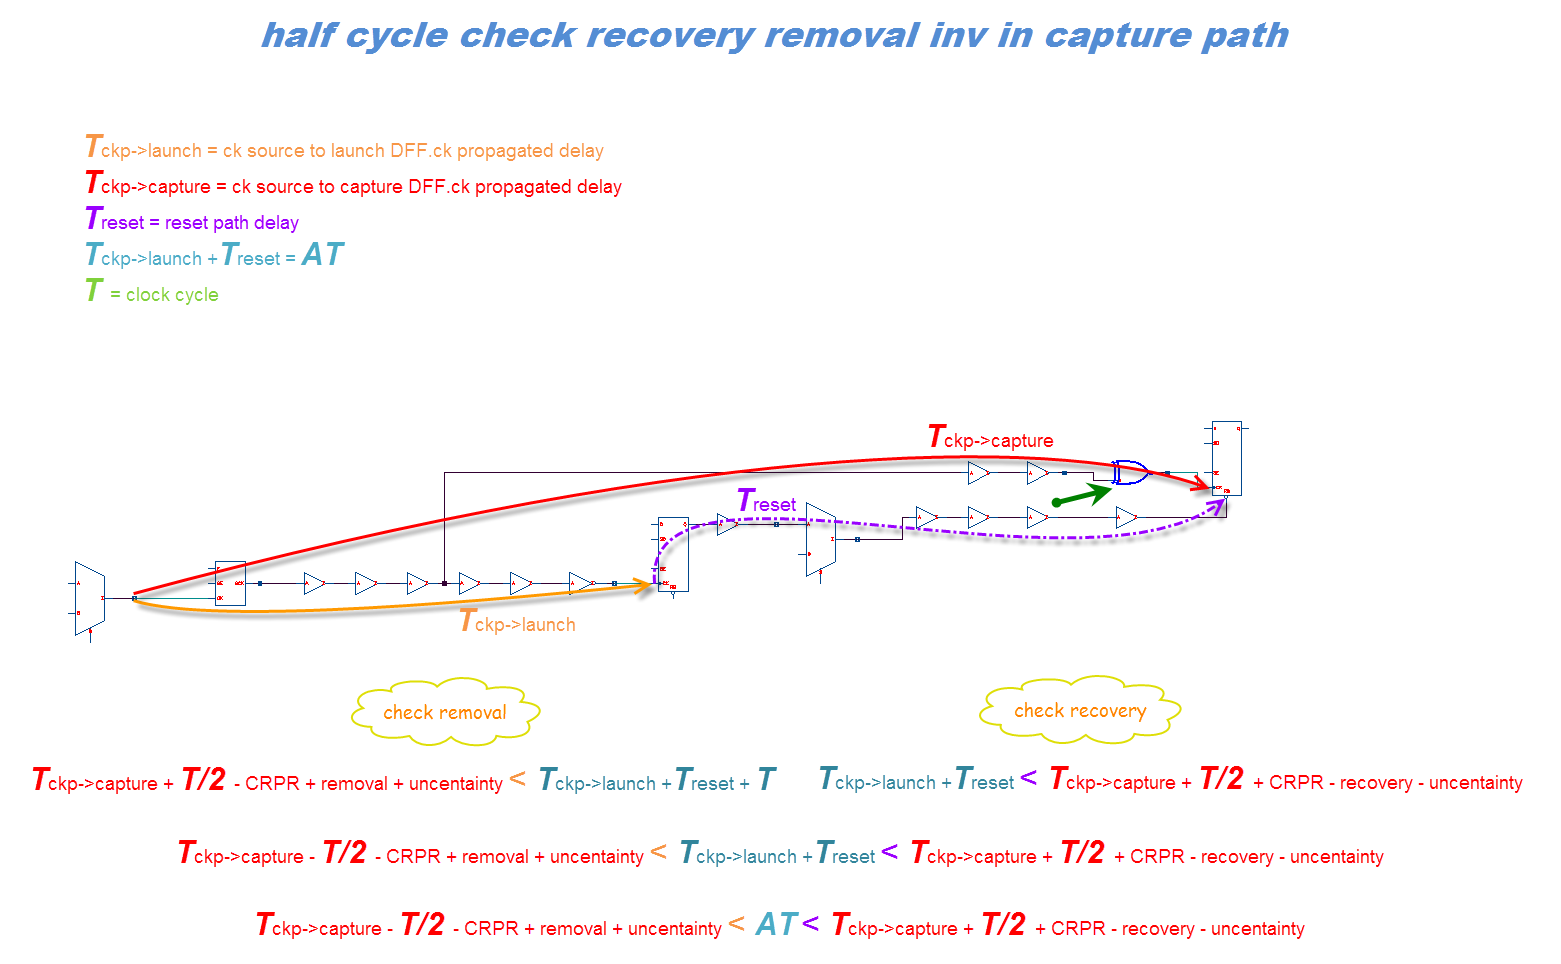 half cycle check recovery removal inv in capture path
Tckp->launch = ck source to launch DFF.ck propagated delay
Tckp->capture = ck source to capture DFF.ck propagated delay
Treset = reset path delay
Tckp->launch +Treset = AT
T = clock cycle
Tckp->capture
Treset
Tckp->launch
check removal
check recovery
Tckp->capture + T/2 - CRPR + removal + uncentainty < Tckp->launch +Treset + T
Tckp->launch +Treset < Tckp->capture + T/2 + CRPR - recovery - uncentainty
Tckp->capture - T/2 - CRPR + removal + uncentainty < Tckp->launch +Treset < Tckp->capture + T/2 + CRPR - recovery - uncentainty
Tckp->capture - T/2 - CRPR + removal + uncentainty < AT < Tckp->capture + T/2 + CRPR - recovery - uncentainty